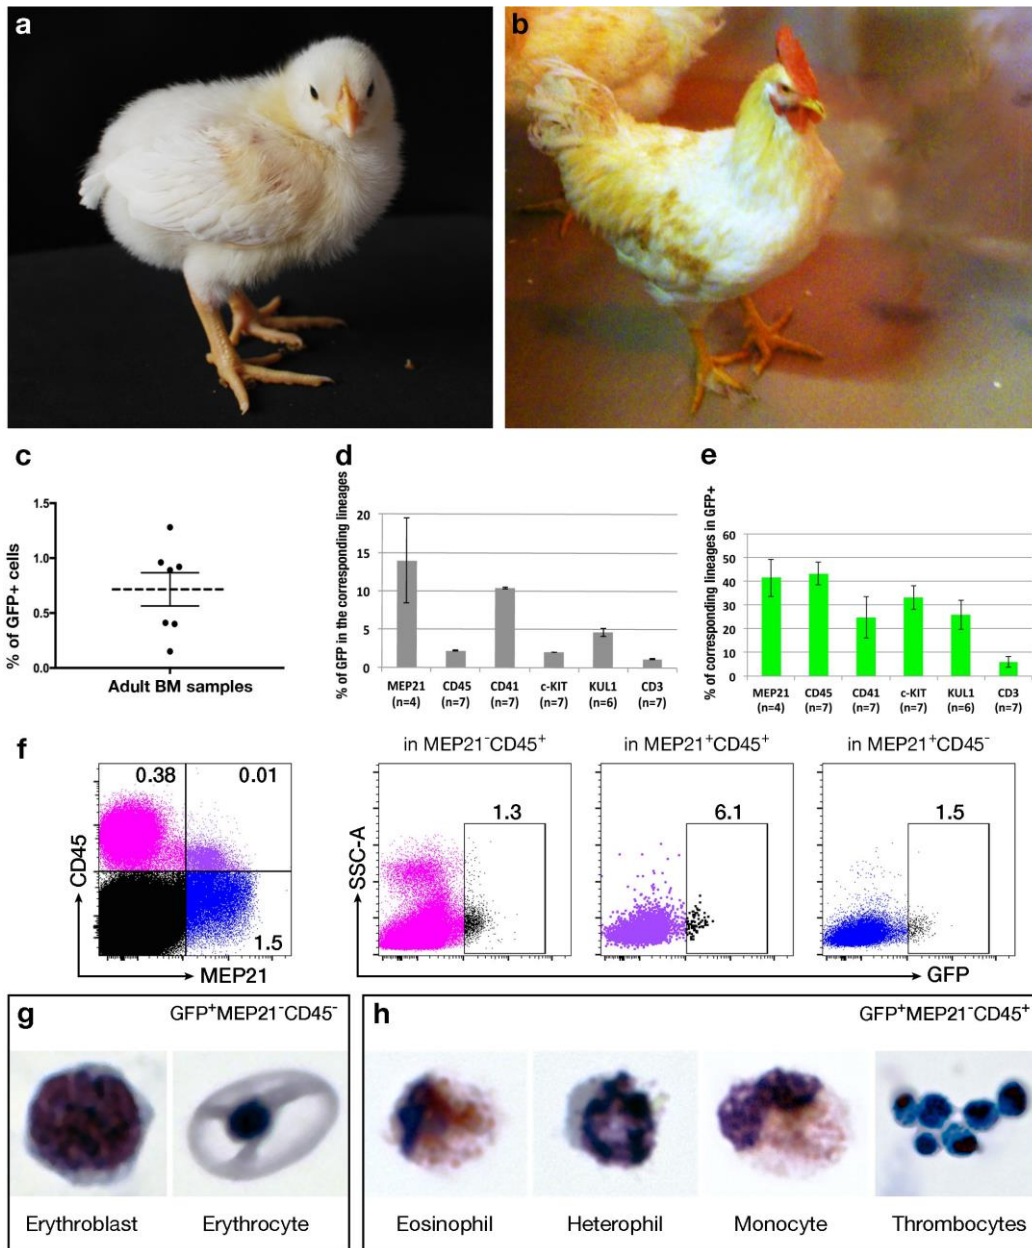 a
b
c
% of GFP+ cells
1.5
1.0
0.5
0.0
Adult BM samples
d
% of GFP in the corresponding lineages
20
15
10
5
0
MEP21 CD45 CD41 c-KIT KUL1 CD3
(n=4) (n=7) (n=7) (n=7) (n=6) (n=7)
e
% of corresponding lineages in GFP+
60
50
40
30
20
10
0
MEP21 CD45 CD41 c-KIT KUL1 CD3
(n=4) (n=7) (n=7) (n=7) (n=6) (n=7)
f
CD45
0.38 0.01
1.5
MEP21
in MEP21⁻CD45⁺ in MEP21⁺CD45⁺ in MEP21⁺CD45⁻
SSC-A
1.3 6.1 1.5
GFP
g
GFP⁺MEP21⁻CD45⁻
Erythroblast Erythrocyte
h
GFP⁺MEP21⁻CD45⁺
Eosinophil Heterophil Monocyte Thrombocytes